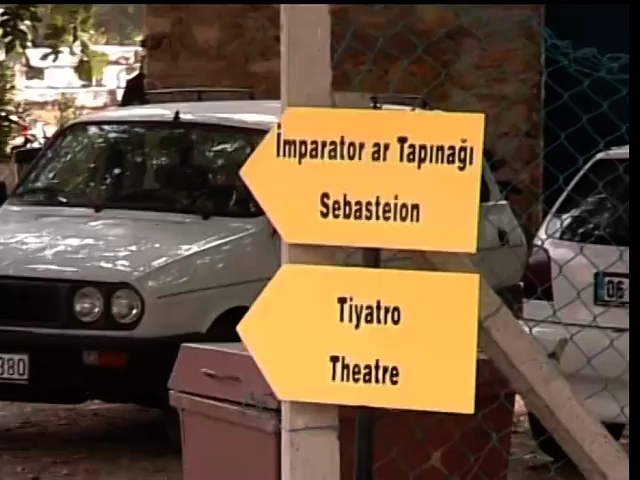 İmparator ar Tapınağı
Sebasteion
Tiyatro
Theatre
380
06